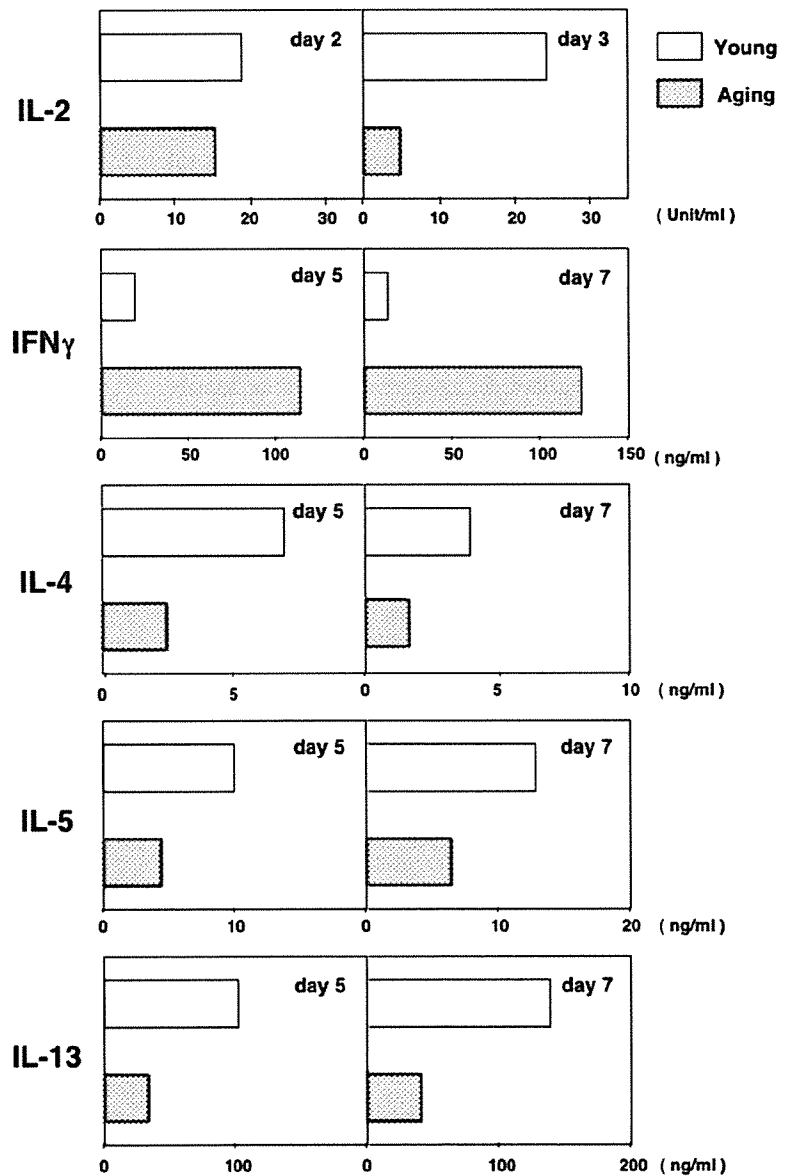 day 2
day 3
Young
Aging
IL-2
0 10 20 30 0 10 20 30 ( Unit/ml )
day 5
day 7
IFNγ
0 50 100 0 50 100 150 ( ng/ml )
day 5
day 7
IL-4
0 5 0 5 10 ( ng/ml )
day 5
day 7
IL-5
0 10 0 10 20 ( ng/ml )
day 5
day 7
IL-13
0 100 0 100 200 ( ng/ml )